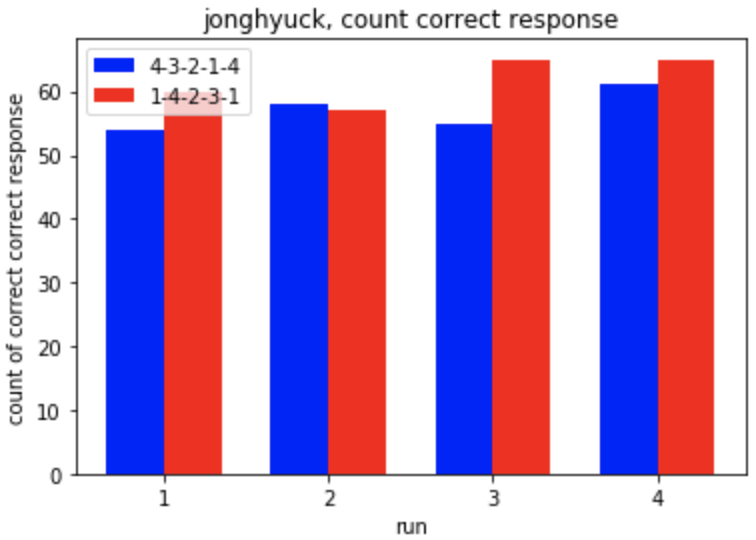 jonghyuck, count correct response
4-3-2-1-4
1-4-2-3-1
count of correct correct response
60
50
40
30
20
10
0
1 2 3 4
run